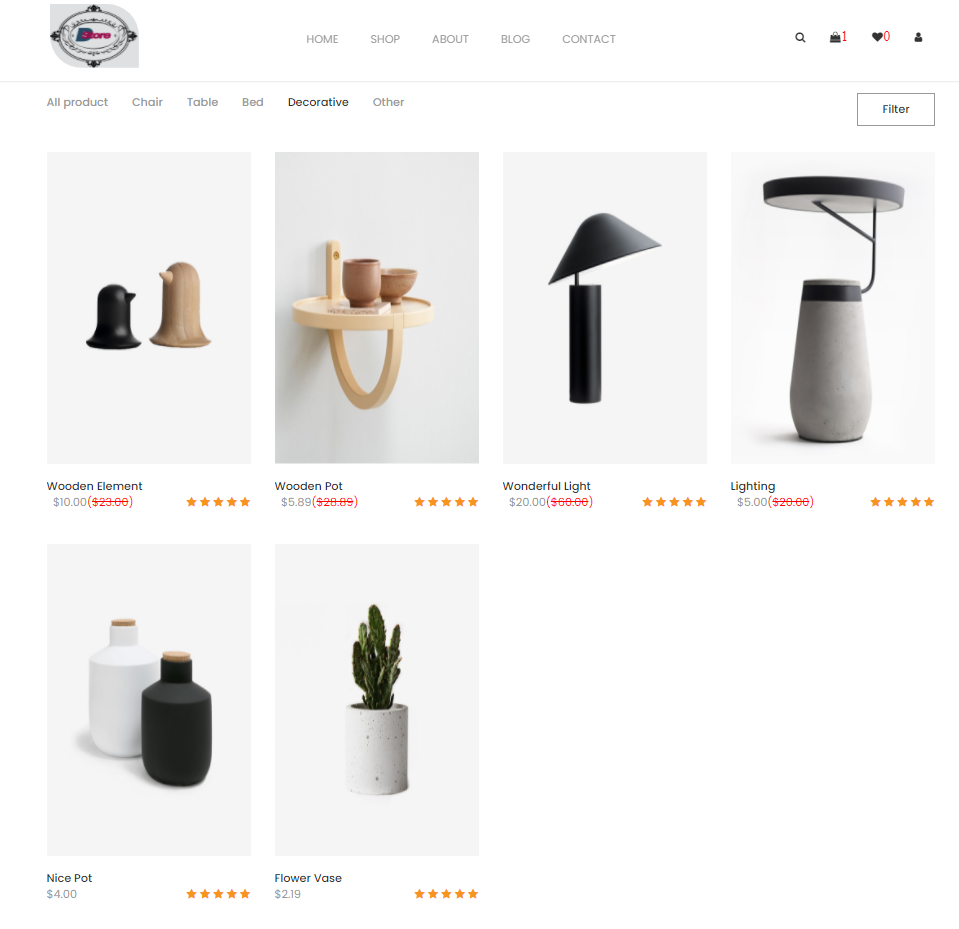 DStore
HOME SHOP ABOUT BLOG CONTACT 1 0
All product Chair Table Bed Decorative Other Filter
Wooden Element
$10.00($23.00)
Wooden Pot
$5.89($28.89)
Wonderful Light
$20.00($60.00)
Lighting
$5.00($20.00)
Nice Pot
$4.00
Flower Vase
$2.19